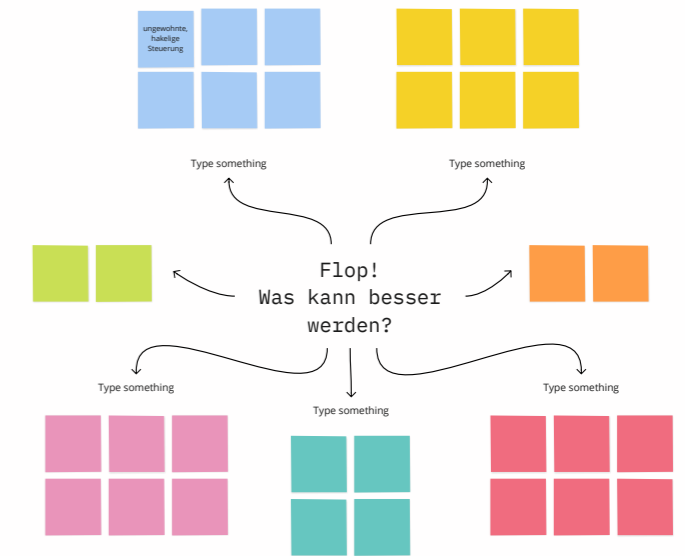 ungewohnte,
hakelige
Steuerung
Type something
Type something
Flop!
Was kann besser
werden?
Type something
Type something
Type something